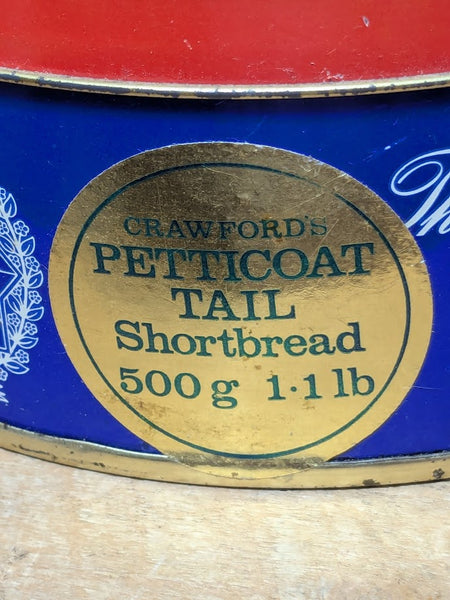 CRAWFORD'S
PETTICOAT
TAIL
Shortbread
500 g 1·1 lb